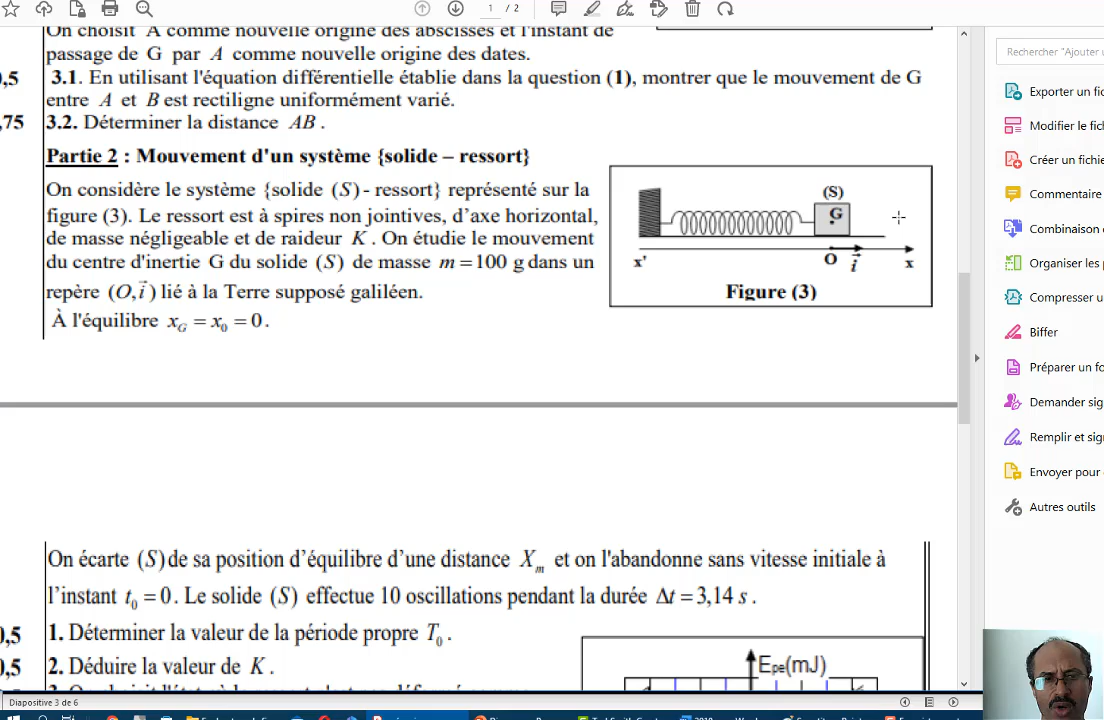 1 / 2
On choisit A comme nouvelle origine des abscisses et l'instant de
passage de G par A comme nouvelle origine des dates.
0,5 3.1. En utilisant l'équation différentielle établie dans la question (1), montrer que le mouvement de G
entre A et B est rectiligne uniformément varié.
,75 3.2. Déterminer la distance AB .
Partie 2 : Mouvement d'un système {solide – ressort}
On considère le système {solide (S) - ressort} représenté sur la
figure (3). Le ressort est à spires non jointives, d'axe horizontal,
de masse négligeable et de raideur K . On étudie le mouvement
du centre d'inertie G du solide (S) de masse m = 100 g dans un
repère (O,i⃗) lié à la Terre supposé galiléen.
À l'équilibre x_G = x_0 = 0 .
(S)
G
x' O i⃗ x
Figure (3)
On écarte (S) de sa position d'équilibre d'une distance X_m et on l'abandonne sans vitesse initiale à
l'instant t_0 = 0 . Le solide (S) effectue 10 oscillations pendant la durée Δt = 3,14 s .
0,5 1. Déterminer la valeur de la période propre T_0 .
0,5 2. Déduire la valeur de K .
Epe(mJ)
Rechercher "Ajouter
Exporter un fic
Modifier le fich
Créer un fichie
Commentaire
Combinaison
Organiser les
Compresser u
Biffer
Préparer un fo
Demander sig
Remplir et sig
Envoyer pour
Autres outils
Diapositive 3 de 6